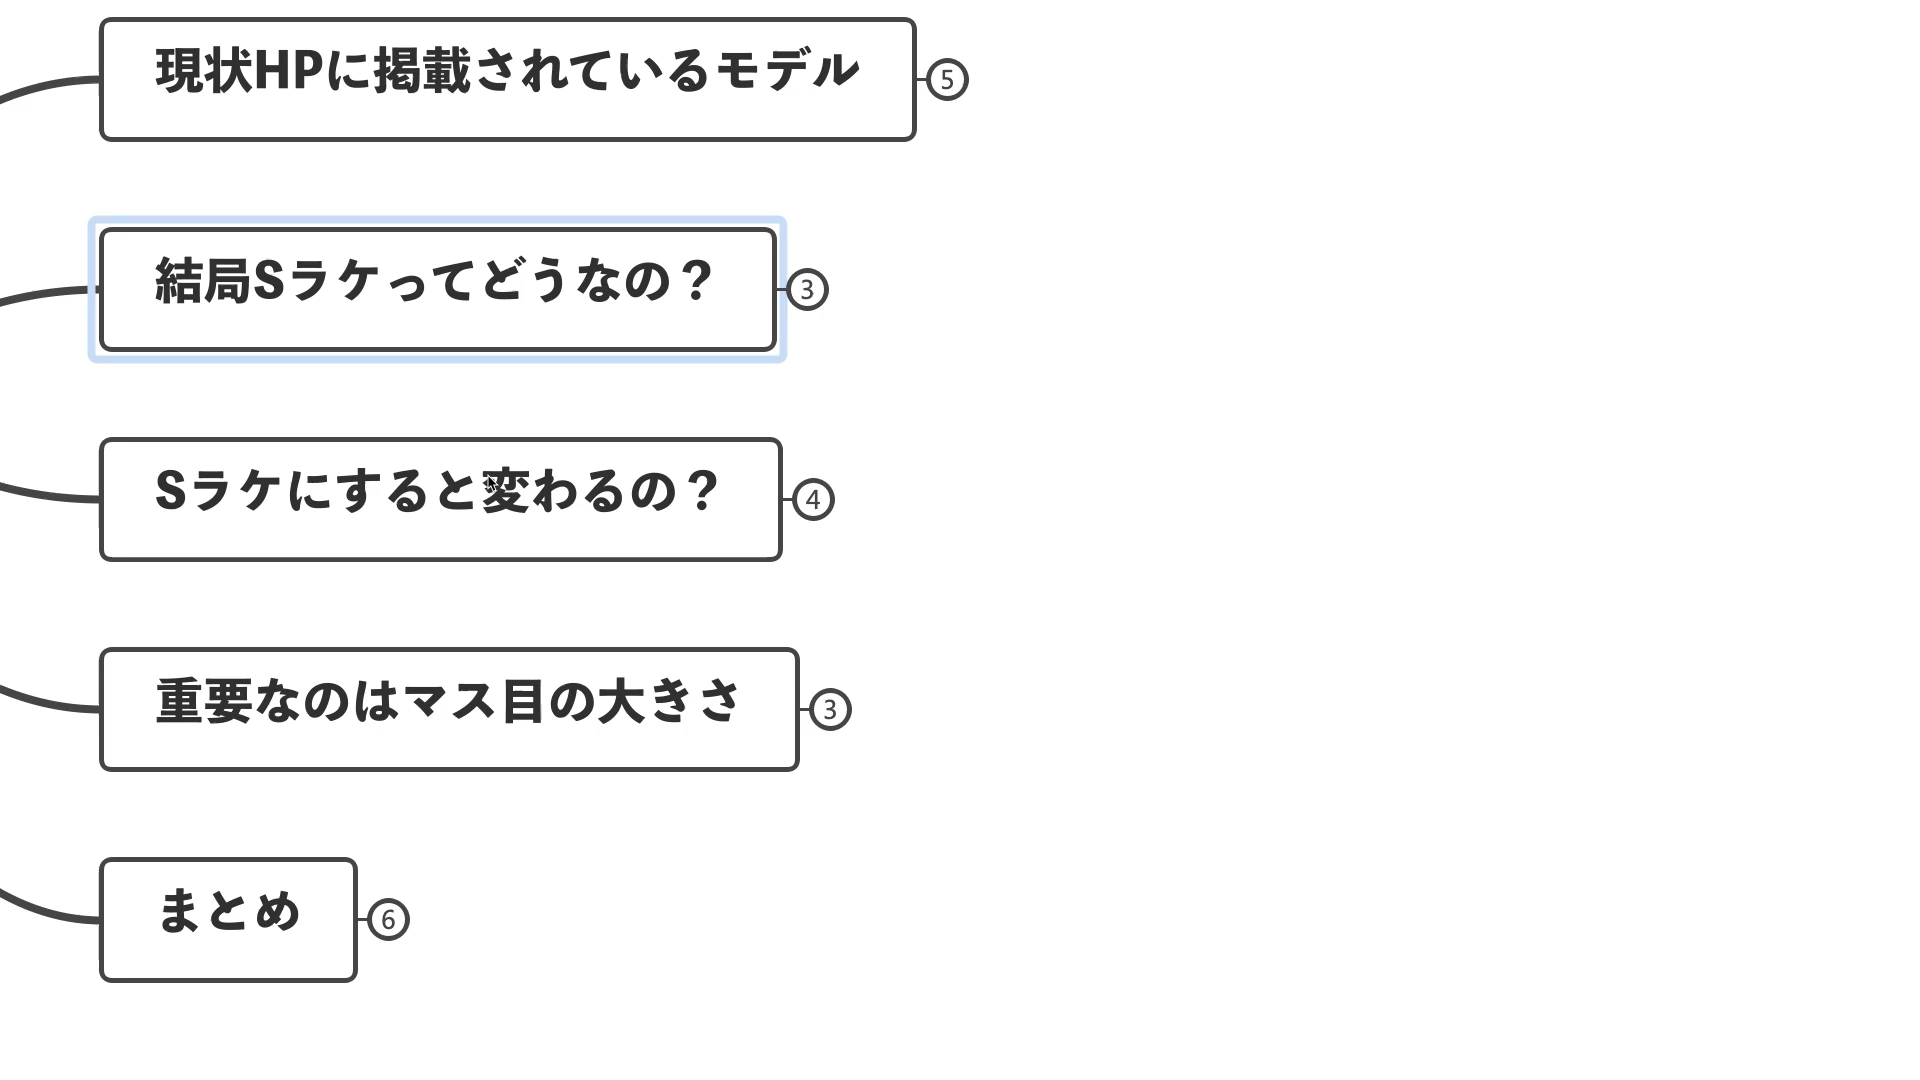 現状HPに掲載されているモデル
5
結局Sラケってどうなの？
3
Sラケにすると変わるの？
4
重要なのはマス目の大きさ
3
まとめ
6